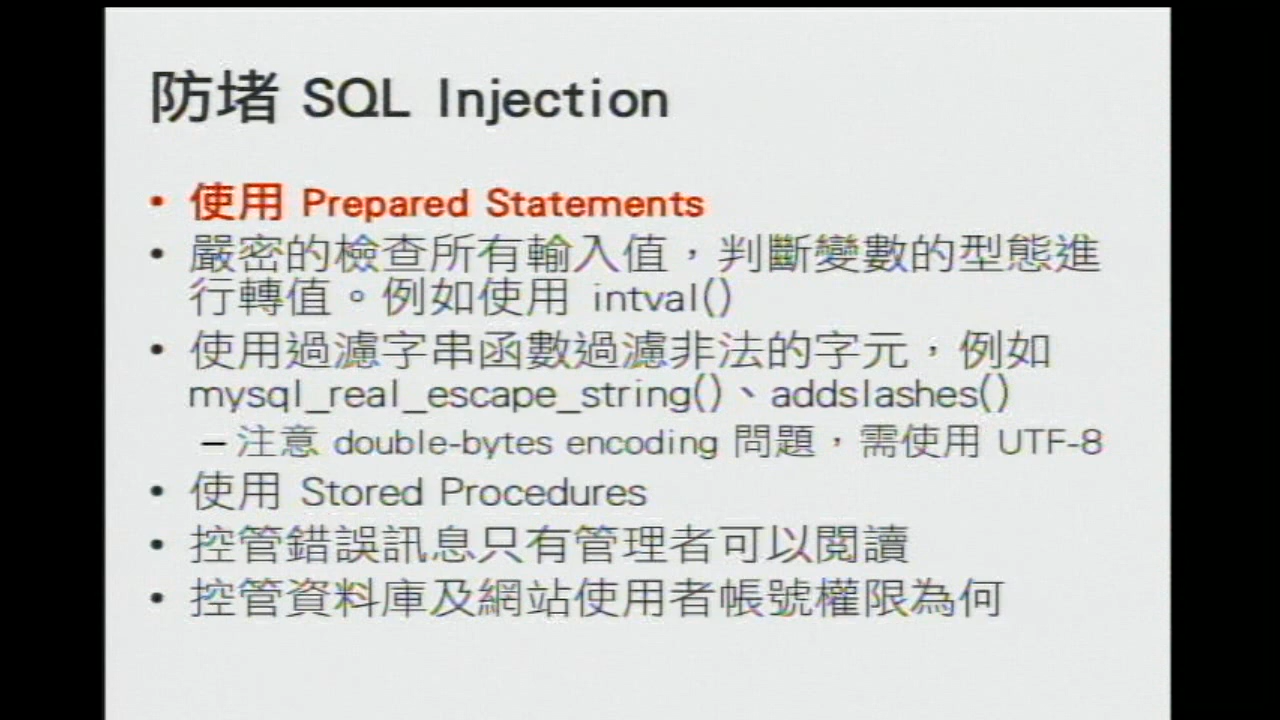 防堵 SQL Injection
• 使用 Prepared Statements
• 嚴密的檢查所有輸入值，判斷變數的型態進
行轉值。例如使用 intval()
• 使用過濾字串函數過濾非法的字元，例如
mysql_real_escape_string()、addslashes()
– 注意 double-bytes encoding 問題，需使用 UTF-8
• 使用 Stored Procedures
• 控管錯誤訊息只有管理者可以閱讀
• 控管資料庫及網站使用者帳號權限為何